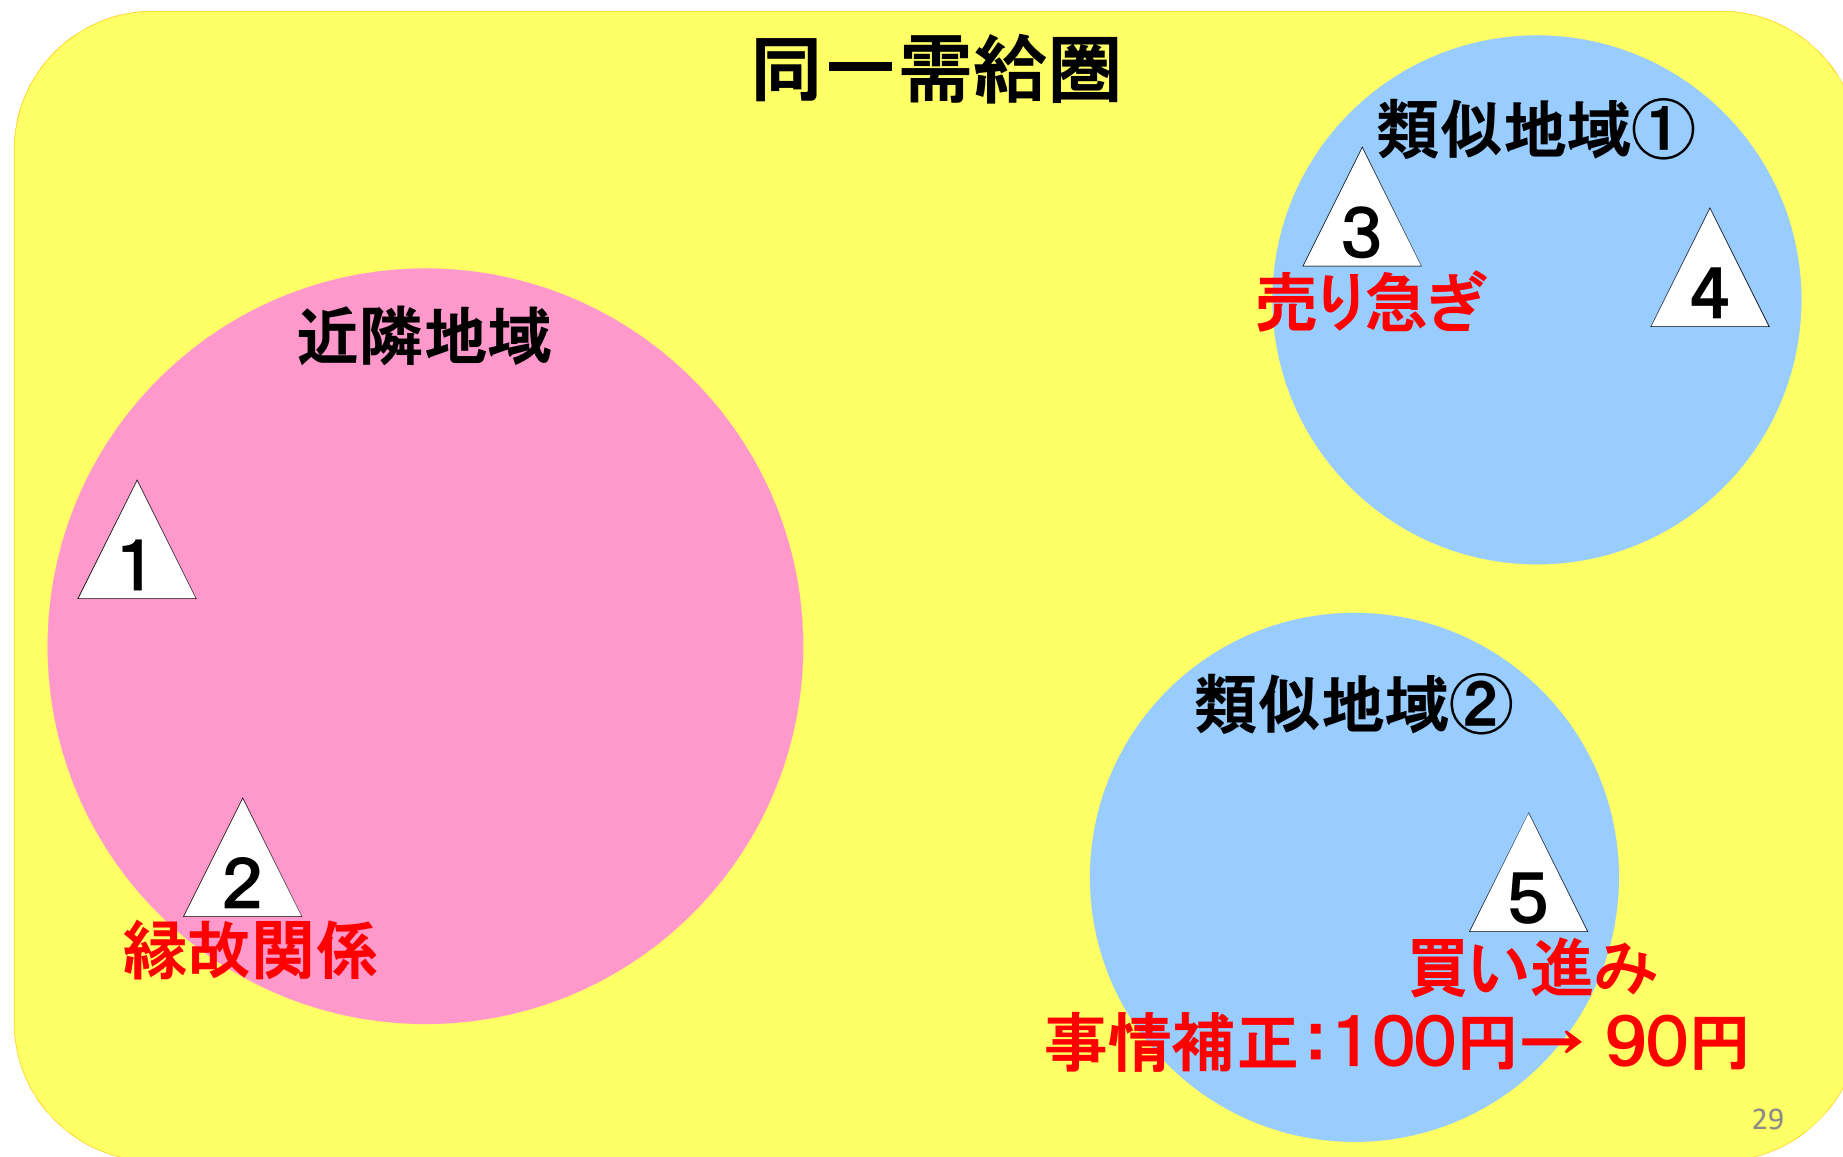 同一需給圏
類似地域①
3
売り急ぎ
4
近隣地域
1
2
縁故関係
類似地域②
5
買い進み
事情補正：100円→ 90円
29